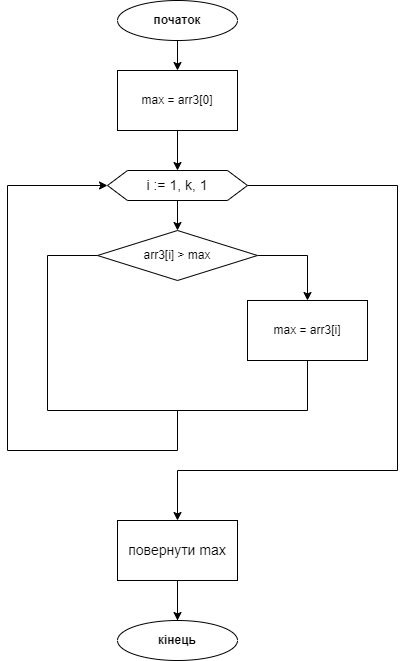 початок
max = arr3[0]
i := 1, k, 1
arr3[i] > max
max = arr3[i]
повернути max
кінець